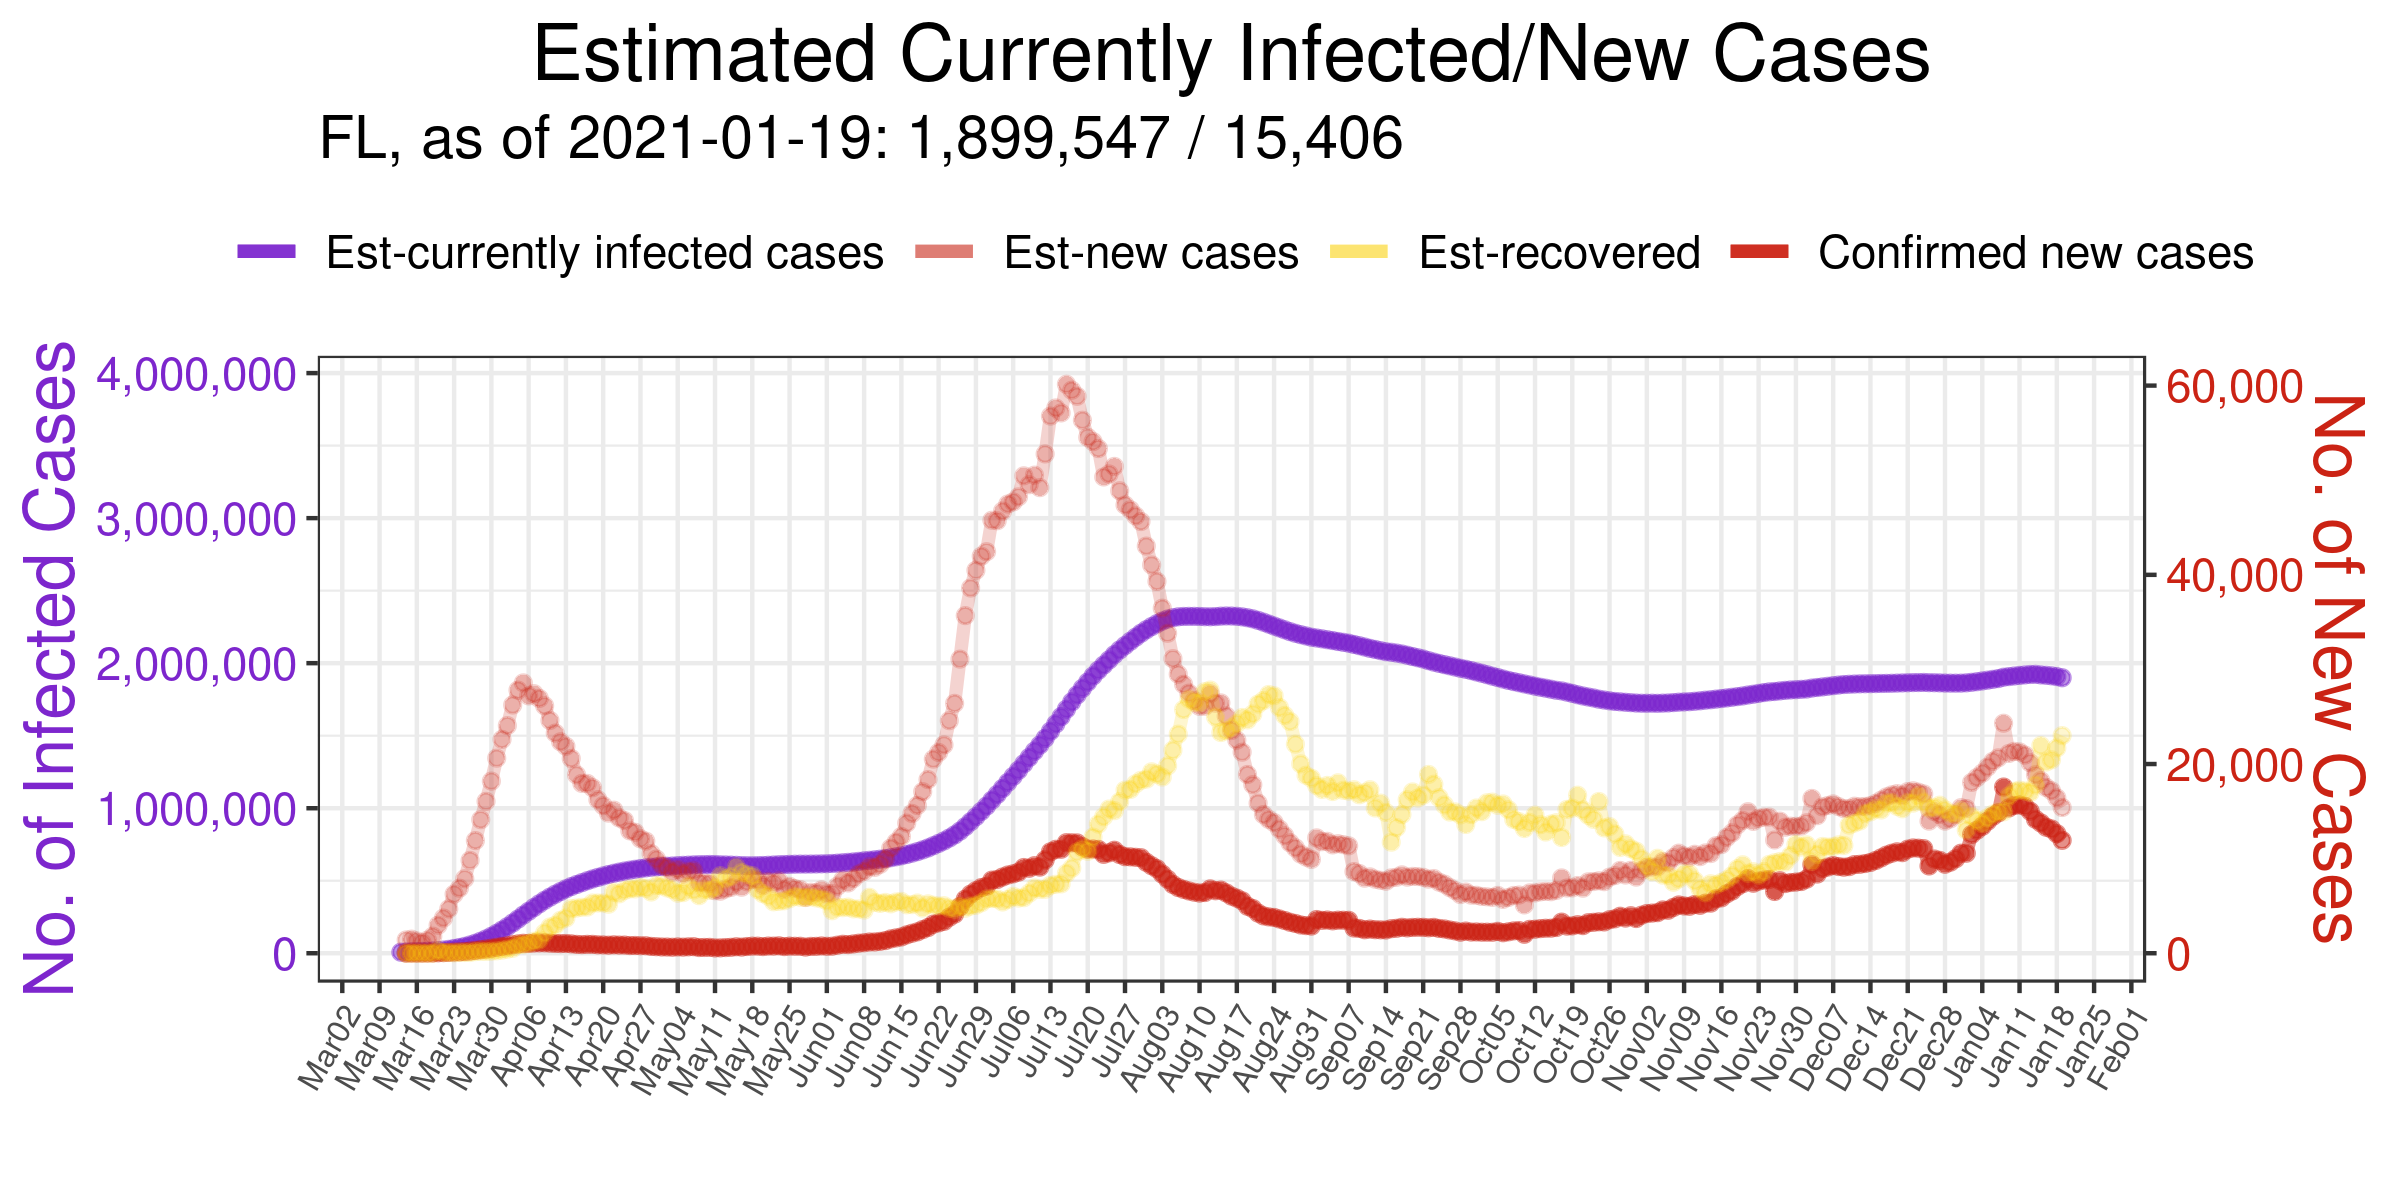 Estimated Currently Infected/New Cases
FL, as of 2021-01-19: 1,899,547 / 15,406
Est-currently infected cases
Est-new cases
Est-recovered
Confirmed new cases
No. of Infected Cases
4,000,000
3,000,000
2,000,000
1,000,000
0
60,000
40,000
20,000
0
No. of New Cases
Mar02
Mar09
Mar16
Mar23
Mar30
Apr06
Apr13
Apr20
Apr27
May04
May11
May18
May25
Jun01
Jun08
Jun15
Jun22
Jun29
Jul06
Jul13
Jul20
Jul27
Aug03
Aug10
Aug17
Aug24
Aug31
Sep07
Sep14
Sep21
Sep28
Oct05
Oct12
Oct19
Oct26
Nov02
Nov09
Nov16
Nov23
Nov30
Dec07
Dec14
Dec21
Dec28
Jan04
Jan11
Jan18
Jan25
Feb01